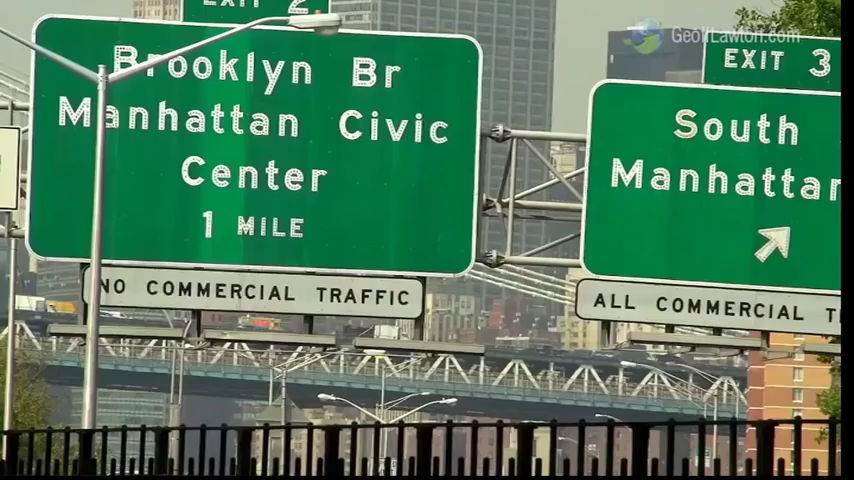 EXIT 2
Brooklyn Br
Manhattan Civic
Center
1 MILE
NO COMMERCIAL TRAFFIC
GeoffLawton.com
EXIT 3
South
Manhattan
ALL COMMERCIAL